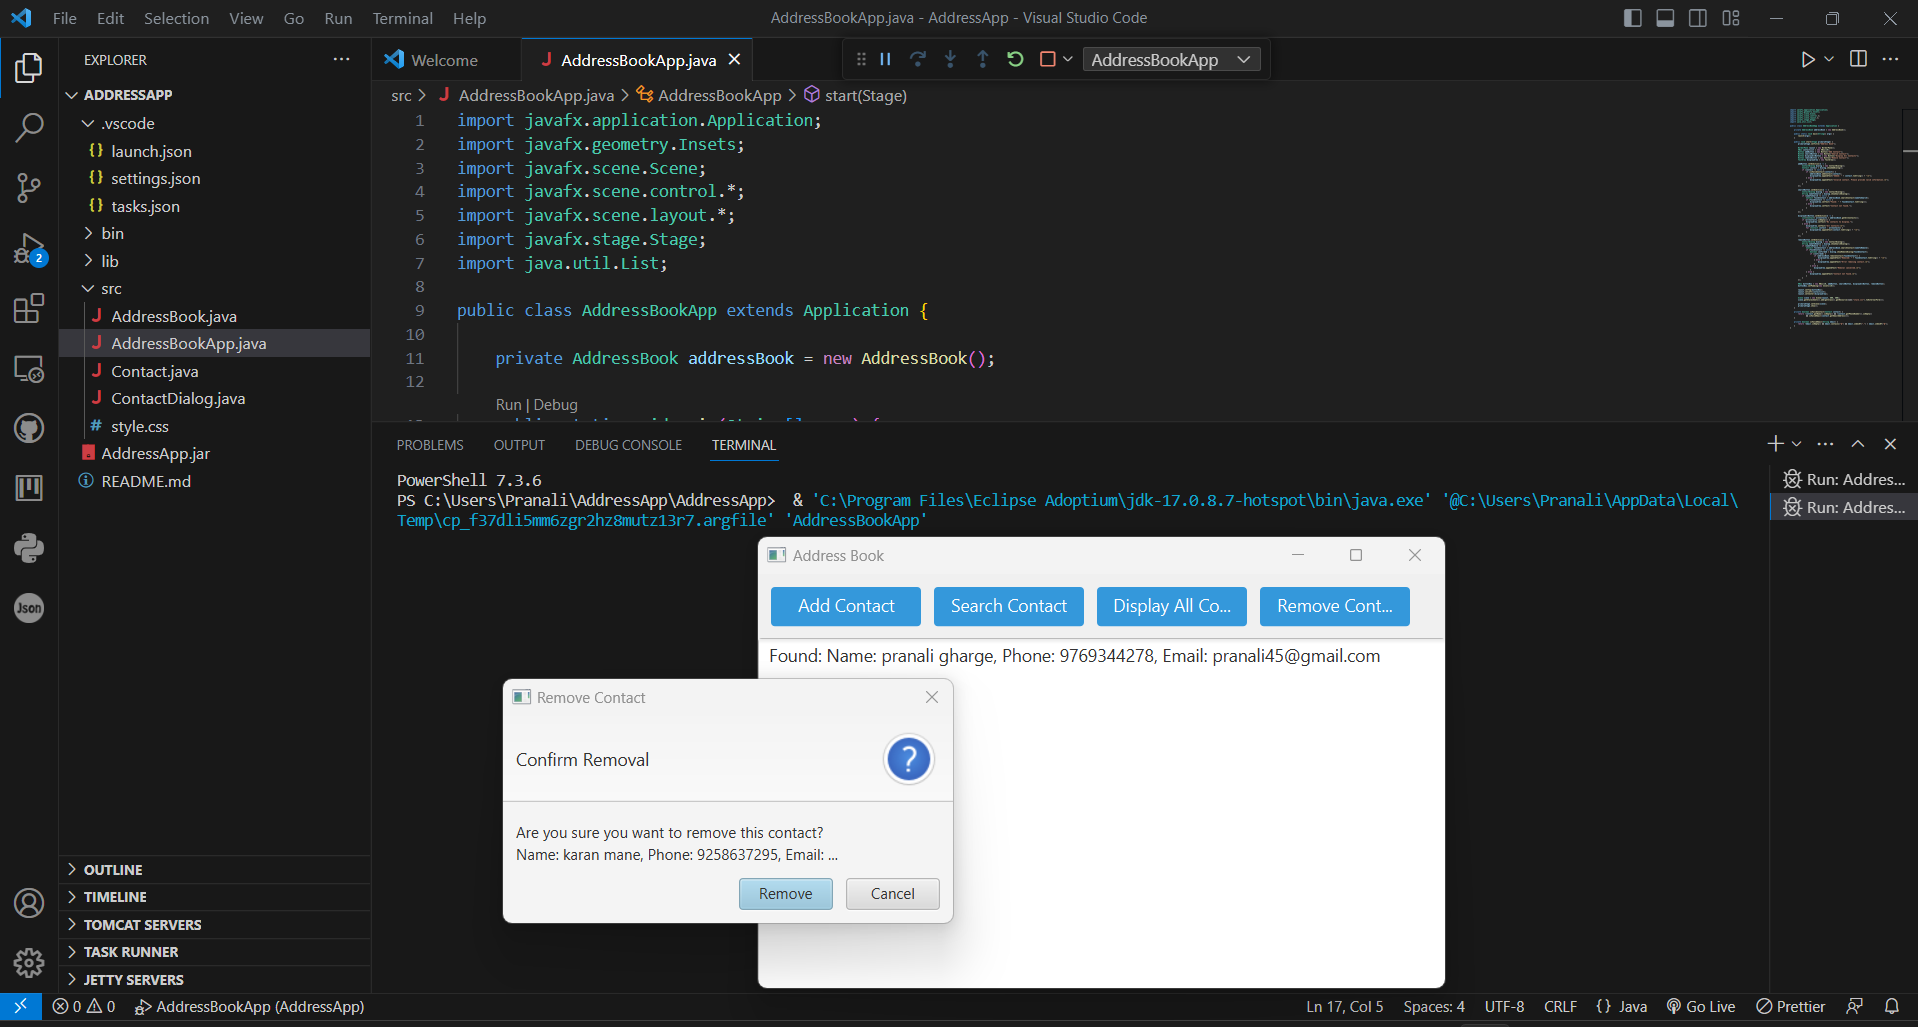 File Edit Selection View Go Run Terminal Help
AddressBookApp.java - AddressApp - Visual Studio Code
EXPLORER
ADDRESSAPP
.vscode
{} launch.json
{} settings.json
{} tasks.json
bin
lib
src
J AddressBook.java
J AddressBookApp.java
J Contact.java
J ContactDialog.java
# style.css
AddressApp.jar
README.md
OUTLINE
TIMELINE
TOMCAT SERVERS
TASK RUNNER
JETTY SERVERS
2
Json
Welcome
J AddressBookApp.java
AddressBookApp
src > J AddressBookApp.java > AddressBookApp > start(Stage)
1 import javafx.application.Application;
2 import javafx.geometry.Insets;
3 import javafx.scene.Scene;
4 import javafx.scene.control.*;
5 import javafx.scene.layout.*;
6 import javafx.stage.Stage;
7 import java.util.List;
8
9 public class AddressBookApp extends Application {
10
11 private AddressBook addressBook = new AddressBook();
12
Run | Debug
PROBLEMS OUTPUT DEBUG CONSOLE TERMINAL
PowerShell 7.3.6
PS C:\Users\Pranali\AddressApp\AddressApp> & 'C:\Program Files\Eclipse Adoptium\jdk-17.0.8.7-hotspot\bin\java.exe' '@C:\Users\Pranali\AppData\Local\
Temp\cp_f37dli5mm6zgr2hz8mutz13r7.argfile' 'AddressBookApp'
Run: Addres...
Run: Addres...
Address Book
Add Contact Search Contact Display All Co... Remove Cont...
Found: Name: pranali gharge, Phone: 9769344278, Email: pranali45@gmail.com
Remove Contact
Confirm Removal
?
Are you sure you want to remove this contact?
Name: karan mane, Phone: 9258637295, Email: ...
Remove Cancel
0 0 AddressBookApp (AddressApp)
Ln 17, Col 5 Spaces: 4 UTF-8 CRLF {} Java Go Live Prettier